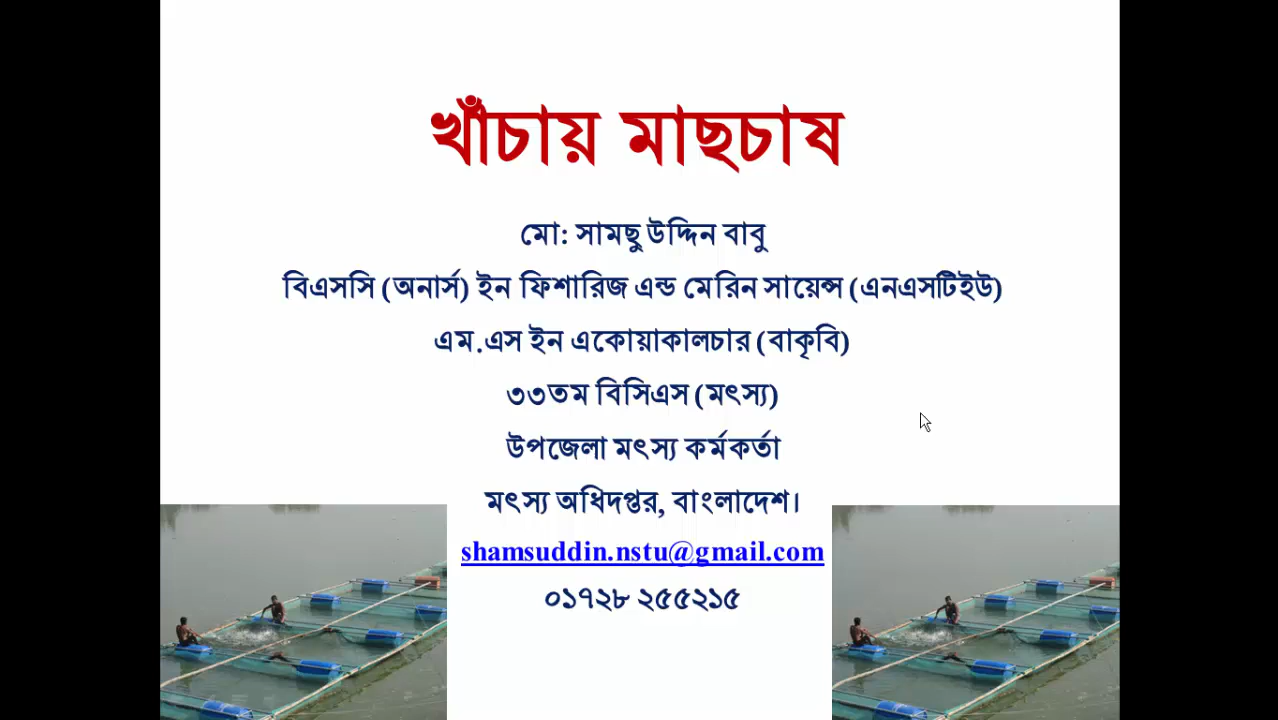 খাঁচায় মাছচাষ
মো: সামছু উদ্দিন বাবু
বিএসসি (অনার্স) ইন ফিশারিজ এন্ড মেরিন সায়েন্স (এনএসটিইউ)
এম.এস ইন একোয়াকালচার (বাকৃবি)
৩৩তম বিসিএস (মৎস্য)
উপজেলা মৎস্য কর্মকর্তা
মৎস্য অধিদপ্তর, বাংলাদেশ।
shamsuddin.nstu@gmail.com
০১৭২৮ ২৫৫২১৫